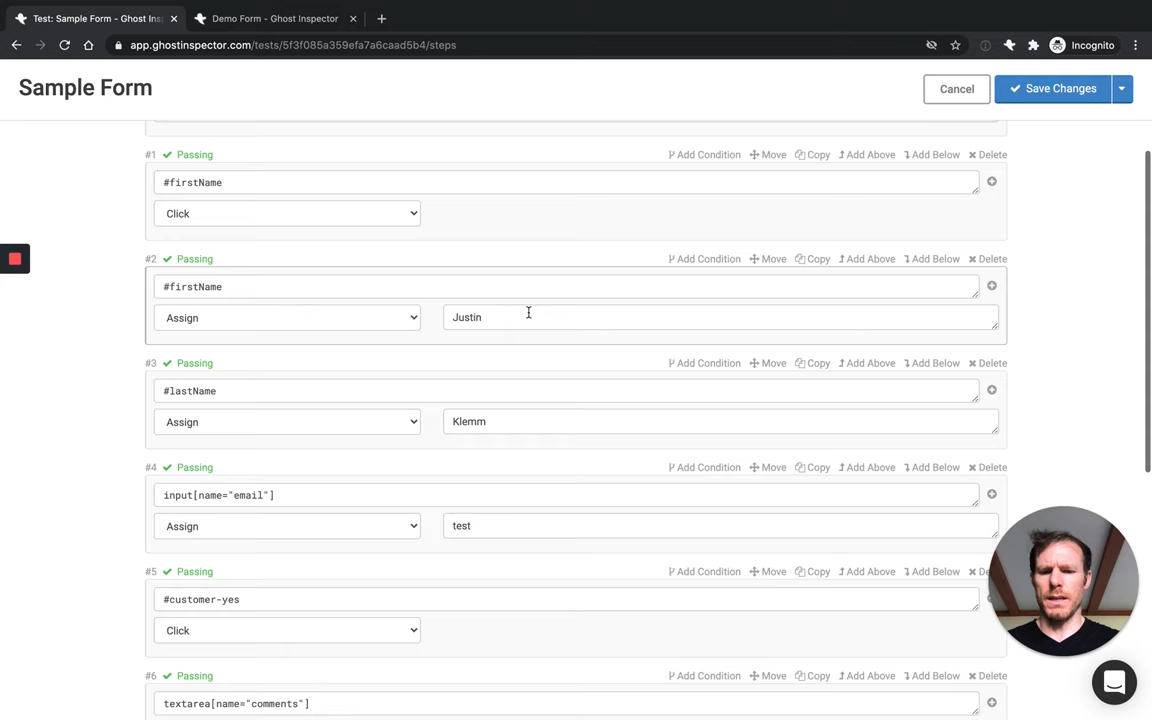 Test: Sample Form - Ghost Ins
Demo Form - Ghost Inspector
app.ghostinspector.com/tests/5f3f085a359efa7a6caad5b4/steps
Incognito
Sample Form
Cancel
Save Changes
#1 Passing Add Condition Move Copy Add Above Add Below Delete
#firstName
Click
#2 Passing Add Condition Move Copy Add Above Add Below Delete
#firstName
Assign Justin
#3 Passing Add Condition Move Copy Add Above Add Below Delete
#lastName
Assign Klemm
#4 Passing Add Condition Move Copy Add Above Add Below Delete
input[name="email"]
Assign test
#5 Passing Add Condition Move Copy Add Above Add Below De
#customer-yes
Click
#6 Passing Add Condition Move Copy Add Above Add Below Delete
textarea[name="comments"]